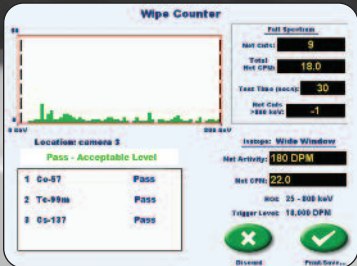 Wipe Counter
Full Spectrum
Net Cnts: 9
Total
Net CPM: 18.0
Test Time (secs): 30
Net Cnts
>800 keV: -1
0 keV
800 keV
Location: camera 3
Pass - Acceptable Level
1 Co-57 Pass
2 Tc-99m Pass
3 Cs-137 Pass
Isotope: Wide Window
Net Activity: 180 DPM
Net CPM: 22.0
ROI: 25 - 800 keV
Trigger Level: 18,000 DPM
Discard
Print/Save...